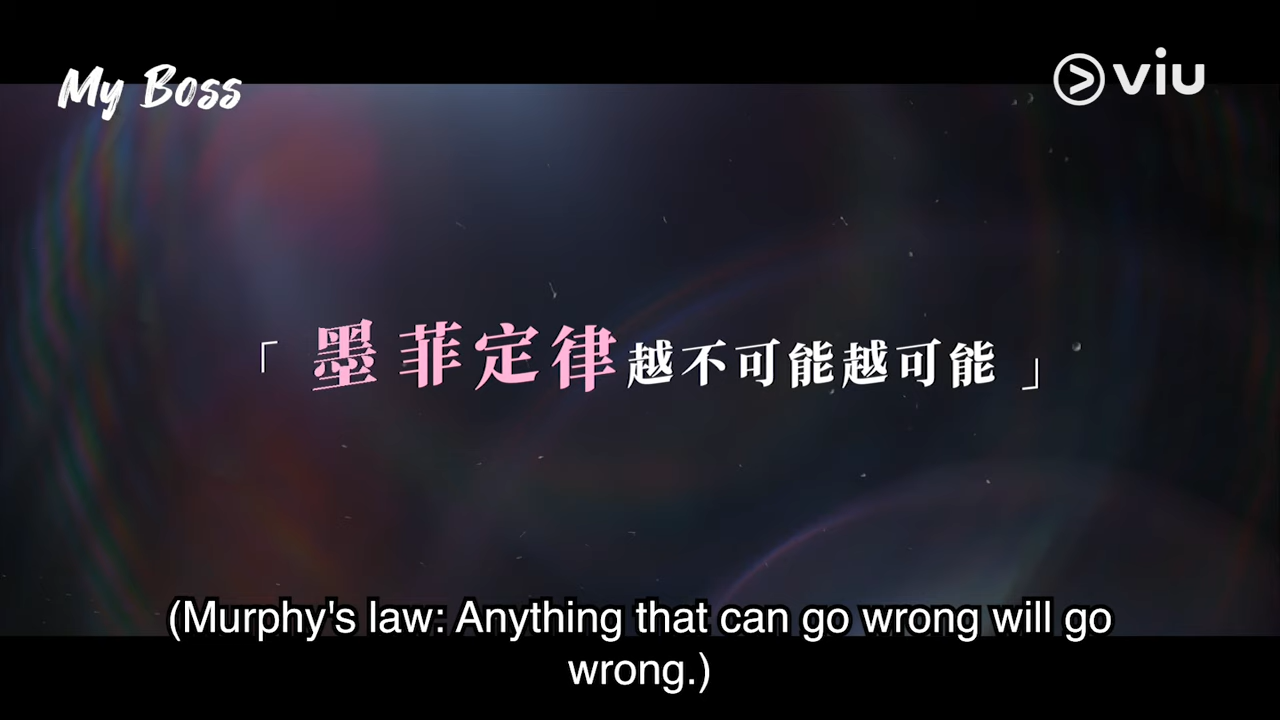 My Boss
viu
「墨菲定律越不可能越可能」
(Murphy's law: Anything that can go wrong will go
wrong.)